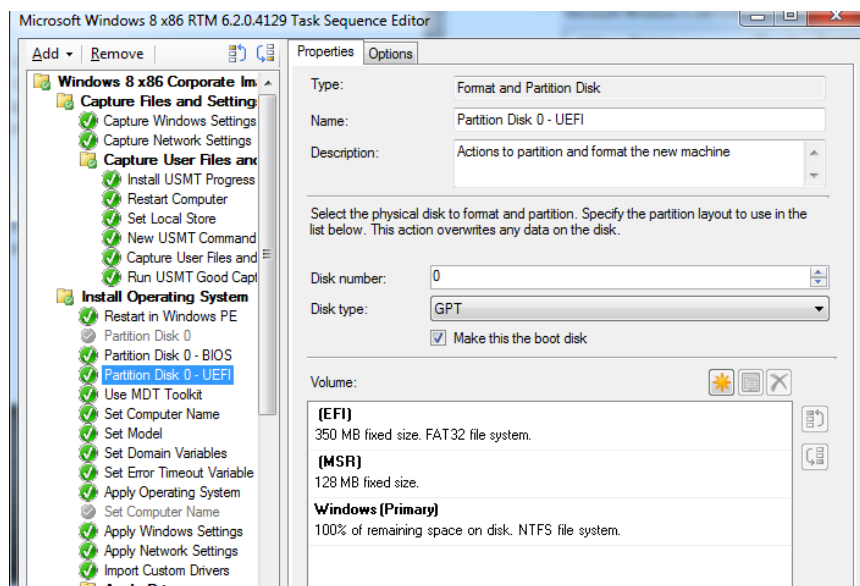 Microsoft Windows 8 x86 RTM 6.2.0.4129 Task Sequence Editor
Add Remove
Properties Options
Windows 8 x86 Corporate Im
Capture Files and Setting
Capture Windows Settings
Capture Network Settings
Capture User Files and
Install USMT Progress
Restart Computer
Set Local Store
New USMT Command
Capture User Files and
Run USMT Good Capt
Install Operating System
Restart in Windows PE
Partition Disk 0
Partition Disk 0 - BIOS
Partition Disk 0 - UEFI
Use MDT Toolkit
Set Computer Name
Set Model
Set Domain Variables
Set Error Timeout Variable
Apply Operating System
Set Computer Name
Apply Windows Settings
Apply Network Settings
Import Custom Drivers
Type: Format and Partition Disk
Name: Partition Disk 0 - UEFI
Description: Actions to partition and format the new machine
Select the physical disk to format and partition. Specify the partition layout to use in the
list below. This action overwrites any data on the disk.
Disk number: 0
Disk type: GPT
Make this the boot disk
Volume:
(EFI)
350 MB fixed size. FAT32 file system.
(MSR)
128 MB fixed size.
Windows (Primary)
100% of remaining space on disk. NTFS file system.